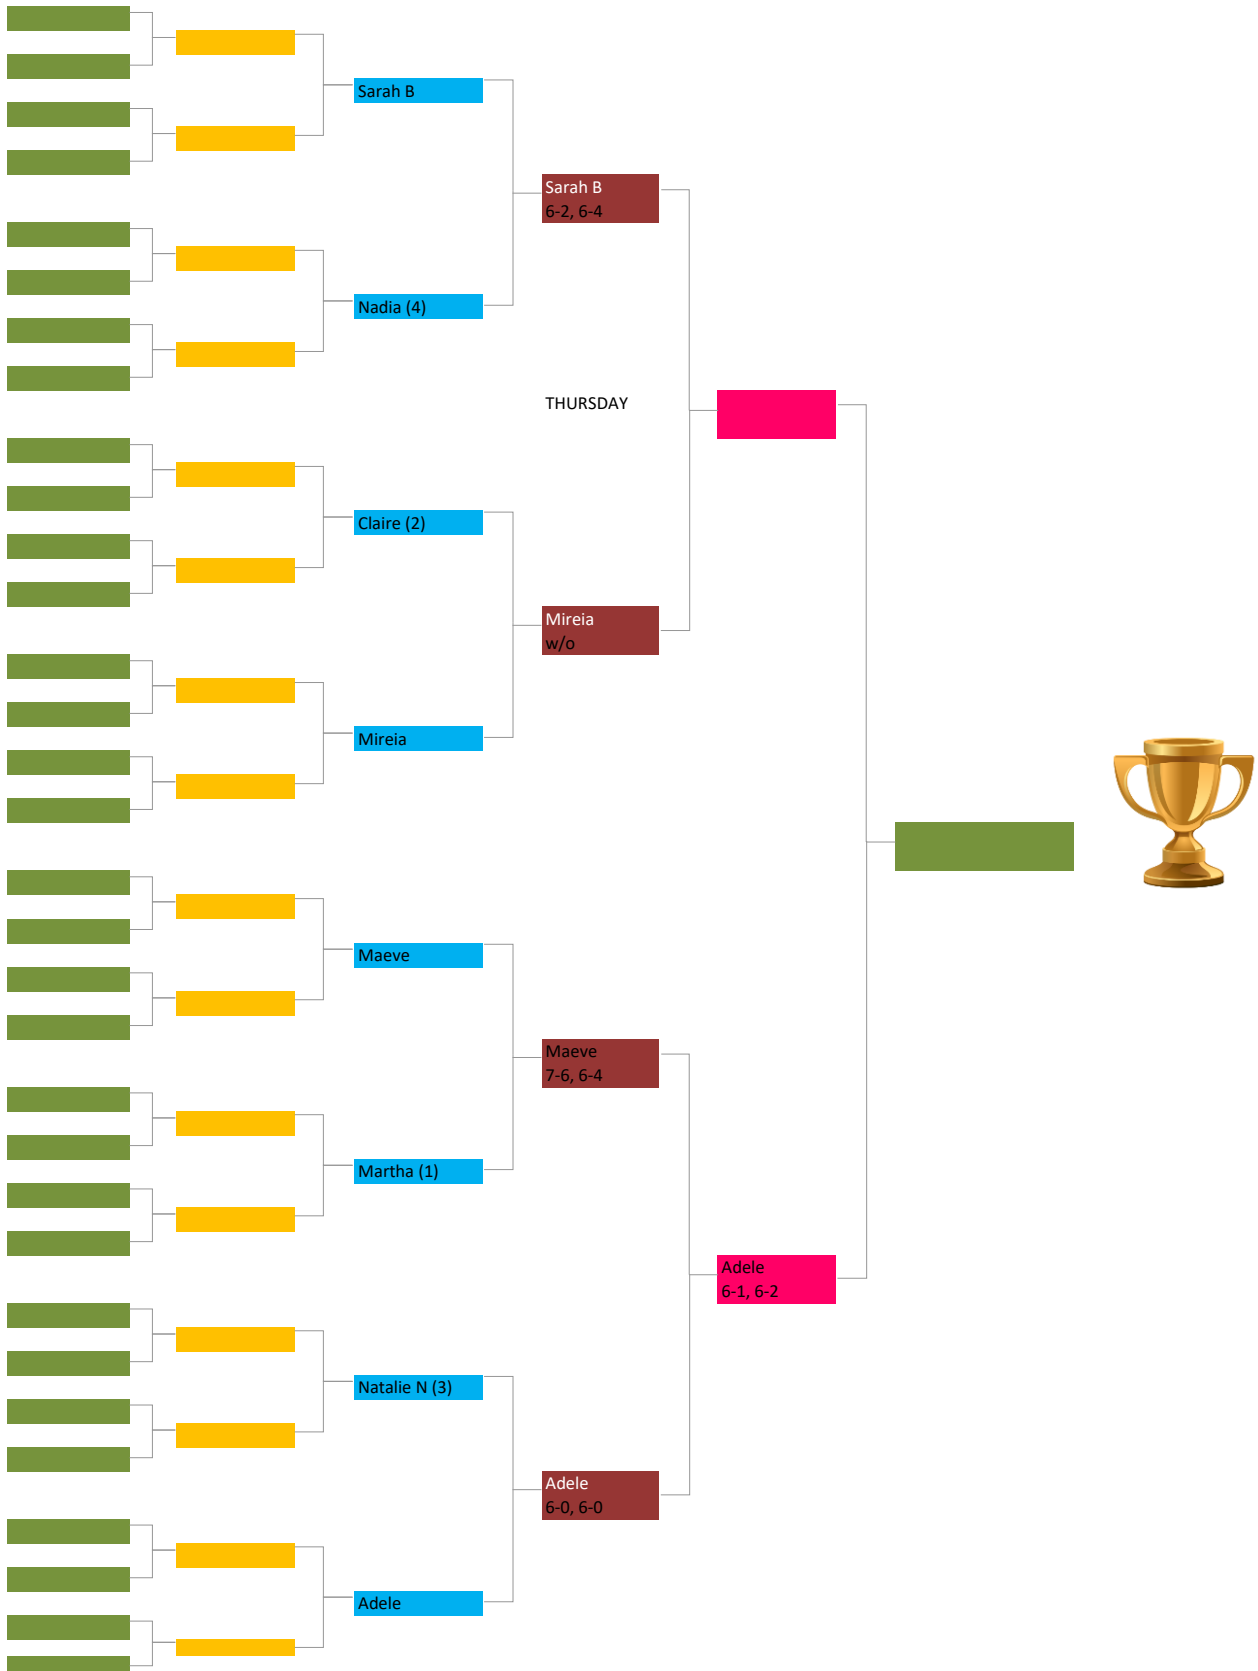 Sarah B
Sarah B
6-2, 6-4
Nadia (4)
THURSDAY
Claire (2)
Mireia
w/o
Mireia
Maeve
Maeve
7-6, 6-4
Martha (1)
Adele
6-1, 6-2
Natalie N (3)
Adele
6-0, 6-0
Adele